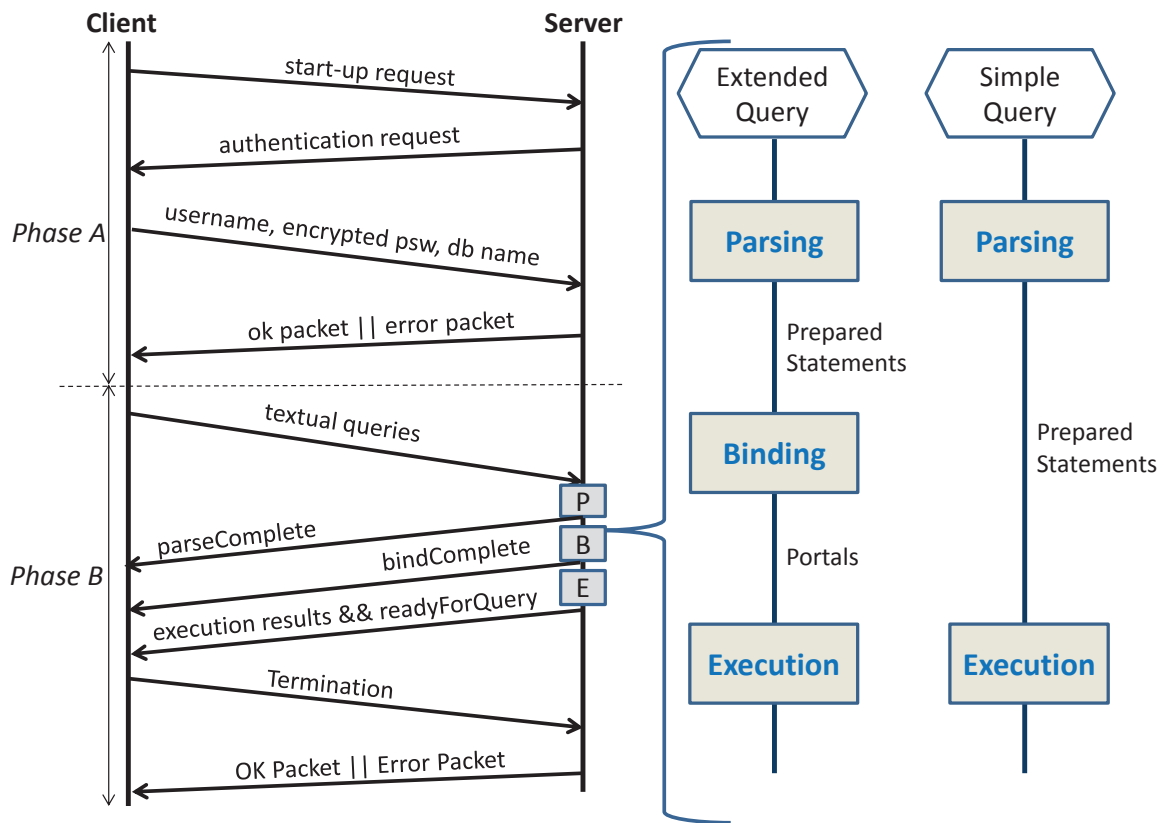 Client
Server
start-up request
authentication request
Phase A
username, encrypted psw, db name
ok packet || error packet
textual queries
P
parseComplete
B
bindComplete
Phase B
E
execution results && readyForQuery
Termination
OK Packet || Error Packet
Extended
Query
Parsing
Prepared
Statements
Binding
Portals
Execution
Simple
Query
Parsing
Prepared
Statements
Execution